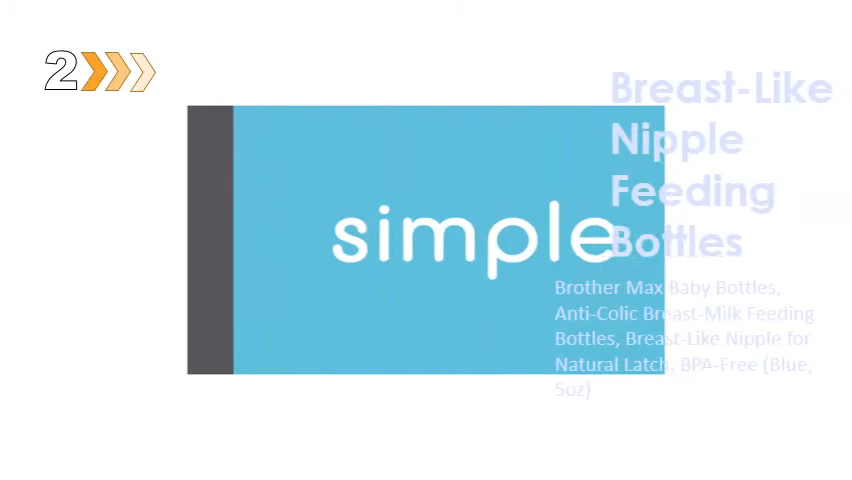 2
Breast-Like
Nipple
Feeding
Bottles
simple
Brother Max Baby Bottles,
Anti-Colic Breast-Milk Feeding
Bottles, Breast-Like Nipple for
Natural Latch, BPA-Free (Blue,
5oz)